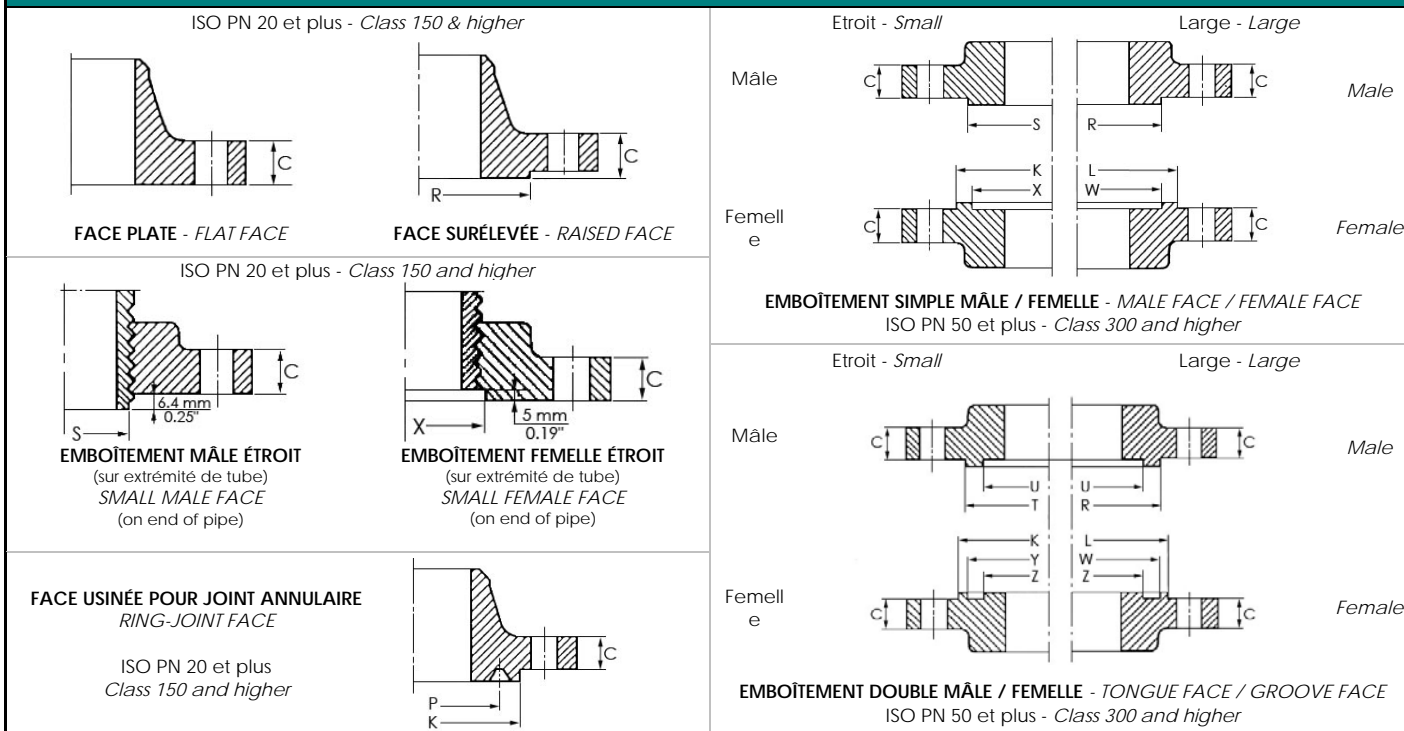 ISO PN 20 et plus - Class 150 & higher
C
C
R
FACE PLATE - FLAT FACE
FACE SURÉLEVÉE - RAISED FACE
ISO PN 20 et plus - Class 150 and higher
C
6.4 mm
0.25"
S
C
5 mm
0.19"
X
EMBOÎTEMENT MÂLE ÉTROIT
(sur extrémité de tube)
SMALL MALE FACE
(on end of pipe)
EMBOÎTEMENT FEMELLE ÉTROIT
(sur extrémité de tube)
SMALL FEMALE FACE
(on end of pipe)
FACE USINÉE POUR JOINT ANNULAIRE
RING-JOINT FACE
ISO PN 20 et plus
Class 150 and higher
C
P
K
Etroit - Small
Large - Large
Mâle
C
C
Male
S R
K L
X W
Femell
e
C
C
Female
EMBOÎTEMENT SIMPLE MÂLE / FEMELLE - MALE FACE / FEMALE FACE
ISO PN 50 et plus - Class 300 and higher
Etroit - Small
Large - Large
Mâle
C
C
Male
U U
T R
K L
Y W
Z Z
Femell
e
C
C
Female
EMBOÎTEMENT DOUBLE MÂLE / FEMELLE - TONGUE FACE / GROOVE FACE
ISO PN 50 et plus - Class 300 and higher